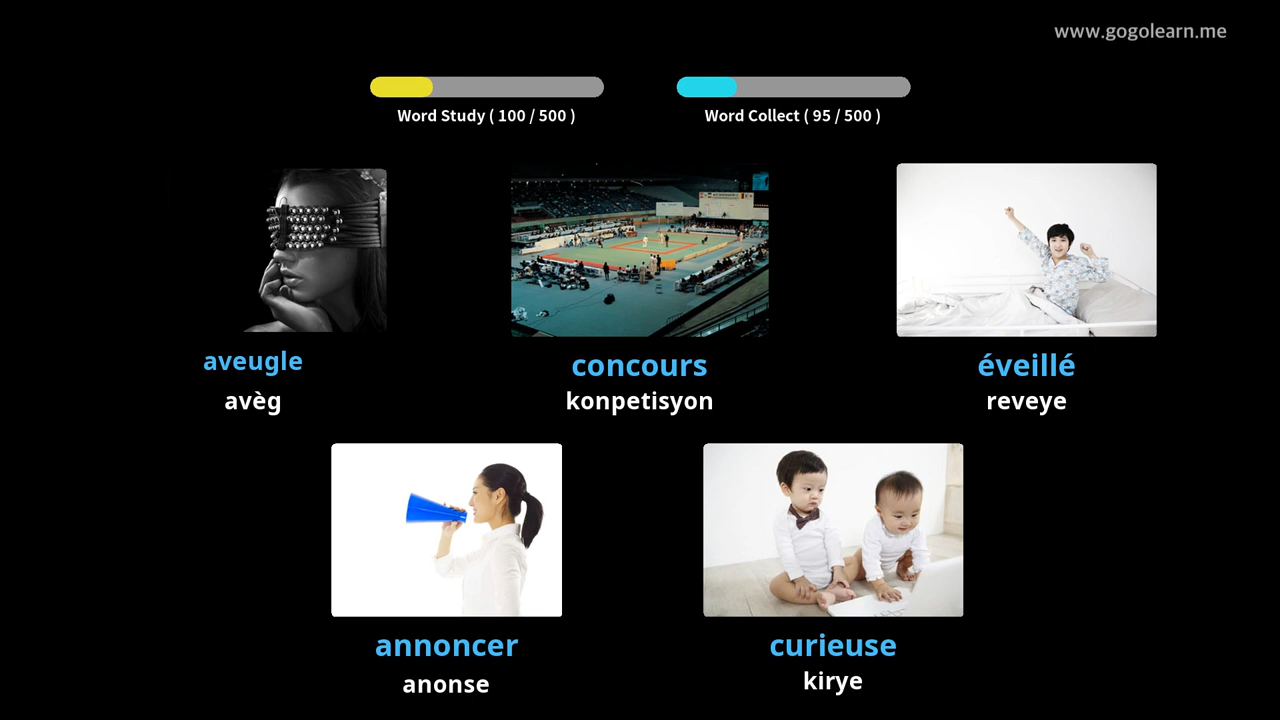 www.gogolearn.me
Word Study ( 100 / 500 )
Word Collect ( 95 / 500 )
aveugle
avèg
concours
konpetisyon
éveillé
reveye
annoncer
anonse
curieuse
kirye